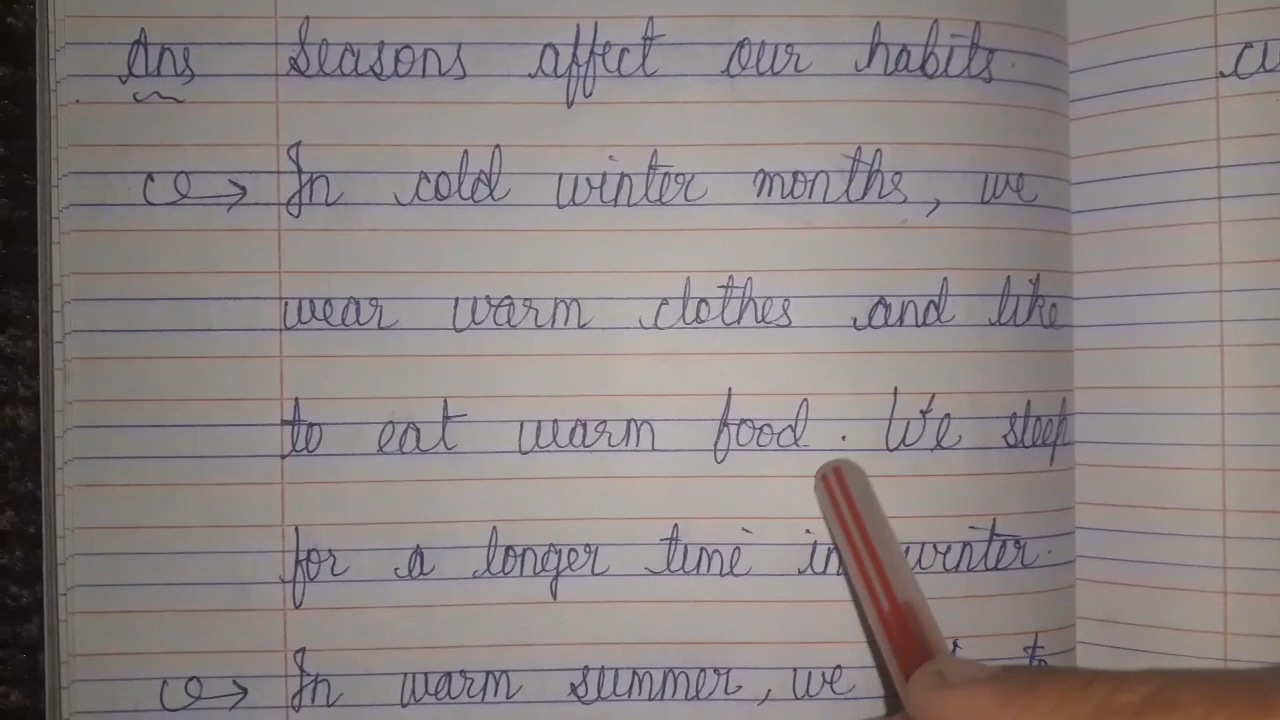 Ans Seasons affect our habits.
In cold winter months, we
wear warm clothes and like
to eat warm food. We sleep
for a longer time in winter.
In warm summer, we